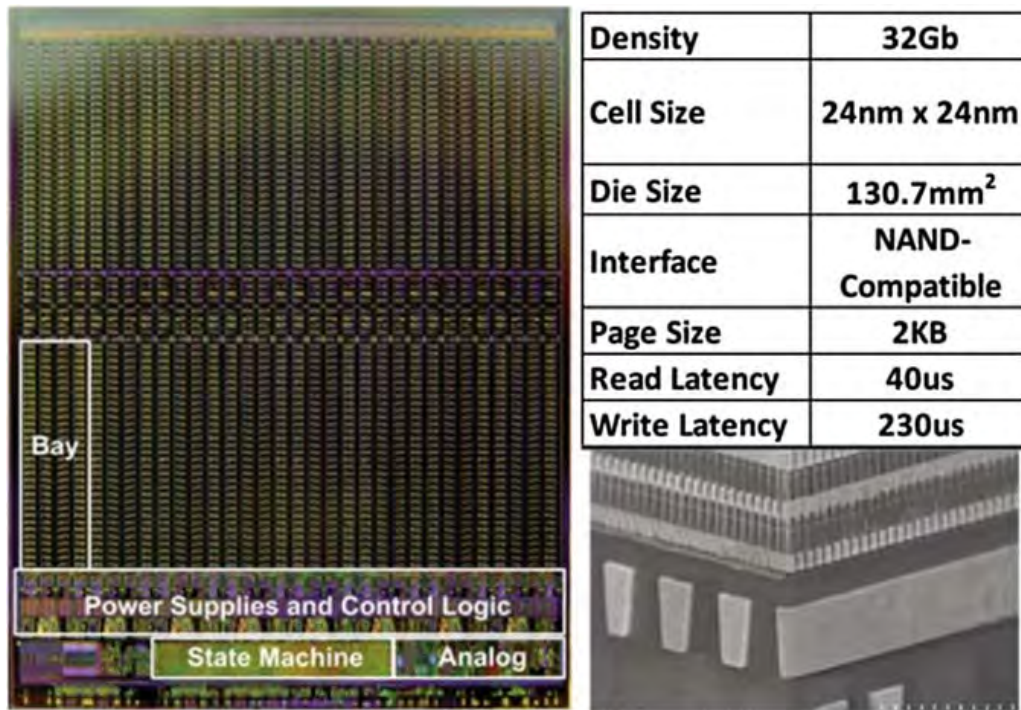 Bay
Power Supplies and Control Logic
State Machine
Analog
Density 32Gb
Cell Size 24nm x 24nm
Die Size 130.7mm²
Interface NAND-
Compatible
Page Size 2KB
Read Latency 40us
Write Latency 230us